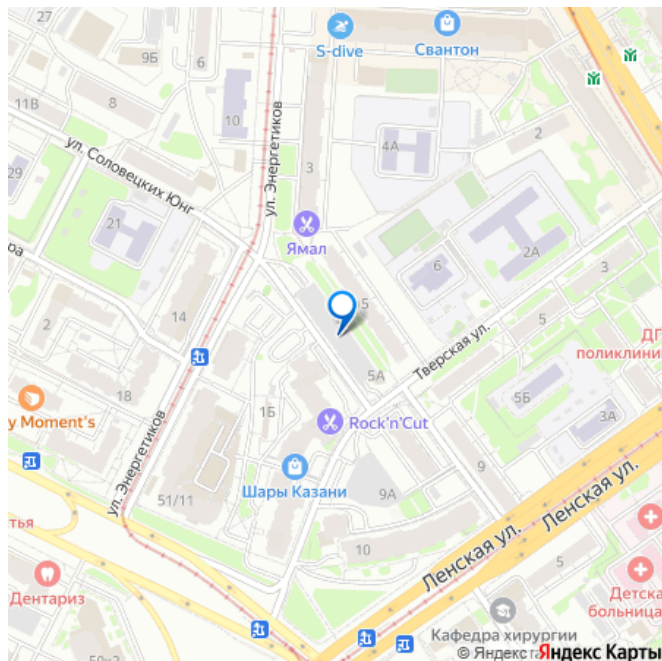 Свантон
S-dive
6
9Б
11В
8
10
ул. Энергетиков
4А
2
ул. Соловецких Юнг
3
29
21
Ямал
2А
6
3
5
5
14
2
Тверская ул.
ДГ
поликлини
5А
18
5Б
3А
y Moment's
1Б
Rock'n'Cut
ул. Энергетиков
9
Шары Казани
51/11
9А
Ленская ул.
тья
10
Ленская ул.
5
Дентариз
Детска
больница
Кафедра хирургии
© Яндекс
Яндекс Карты